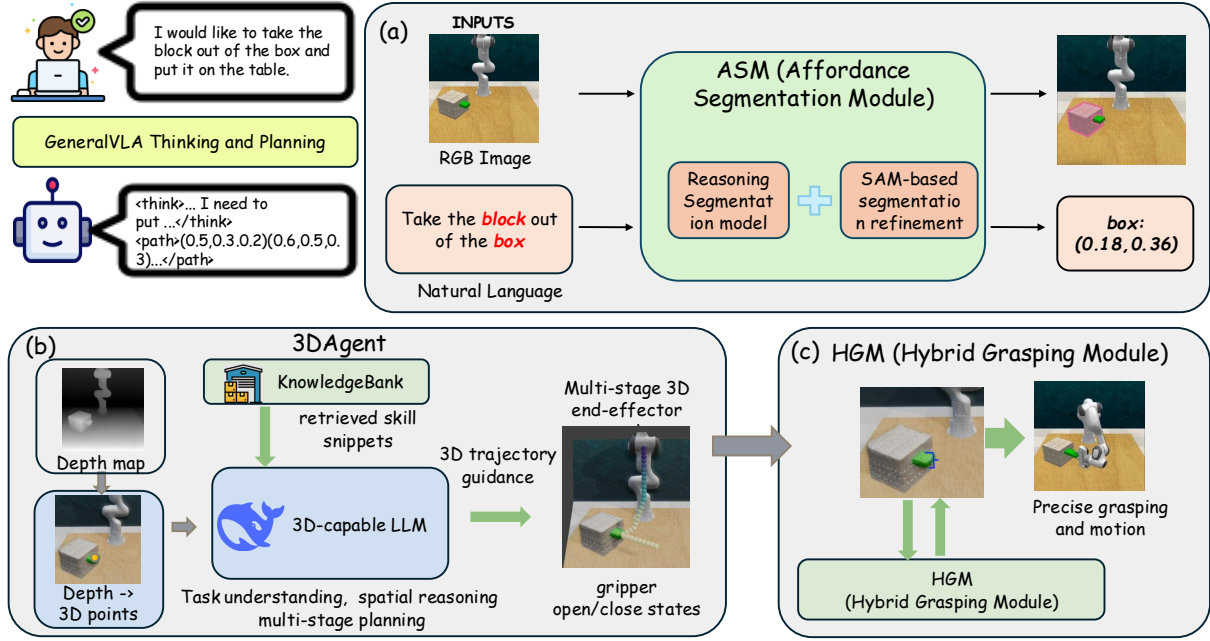 I would like to take the
block out of the box and
put it on the table.
GeneralVLA Thinking and Planning
<think>... I need to
put ...</think>
<path>(0.5,0.3.0.2)(0.6,0.5,0.
3)...</path>
(a)
INPUTS
RGB Image
Take the block out
of the box
Natural Language
ASM (Affordance
Segmentation Module)
Reasoning
Segmentat
ion model
SAM-based
segmentatio
n refinement
box:
(0.18,0.36)
(b)
3DAgent
Depth map
Depth ->
3D points
KnowledgeBank
retrieved skill
snippets
3D-capable LLM
Task understanding, spatial reasoning
multi-stage planning
3D trajectory
guidance
Multi-stage 3D
end-effector
gripper
open/close states
(c)
HGM (Hybrid Grasping Module)
Precise grasping
and motion
HGM
(Hybrid Grasping Module)